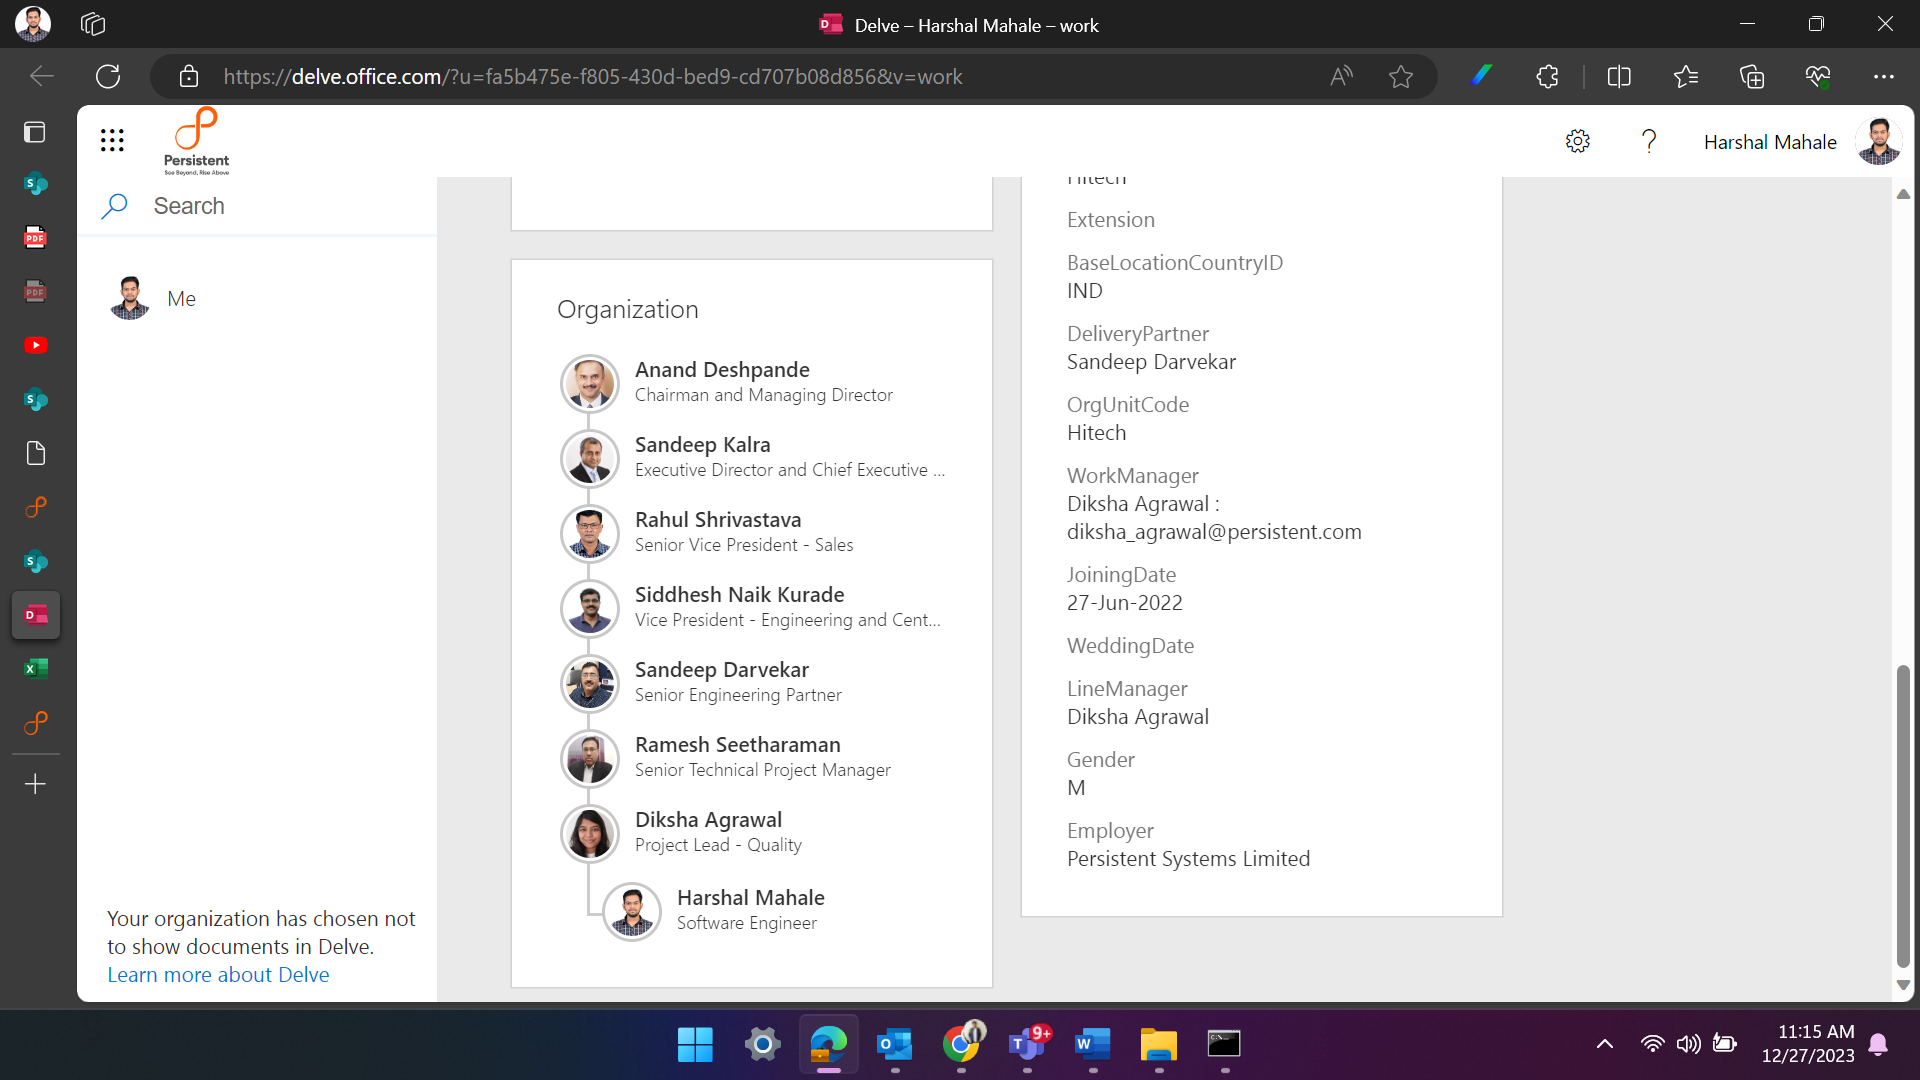 Delve – Harshal Mahale – work
https://delve.office.com/?u=fa5b475e-f805-430d-bed9-cd707b08d856&v=work
Persistent
See Beyond, Rise Above
Harshal Mahale
Search
Me
Your organization has chosen not
to show documents in Delve.
Learn more about Delve
Organization
Anand Deshpande
Chairman and Managing Director
Sandeep Kalra
Executive Director and Chief Executive ...
Rahul Shrivastava
Senior Vice President - Sales
Siddhesh Naik Kurade
Vice President - Engineering and Cent...
Sandeep Darvekar
Senior Engineering Partner
Ramesh Seetharaman
Senior Technical Project Manager
Diksha Agrawal
Project Lead - Quality
Harshal Mahale
Software Engineer
Hitech
Extension
BaseLocationCountryID
IND
DeliveryPartner
Sandeep Darvekar
OrgUnitCode
Hitech
WorkManager
Diksha Agrawal :
diksha_agrawal@persistent.com
JoiningDate
27-Jun-2022
WeddingDate
LineManager
Diksha Agrawal
Gender
M
Employer
Persistent Systems Limited
9+
11:15 AM
12/27/2023